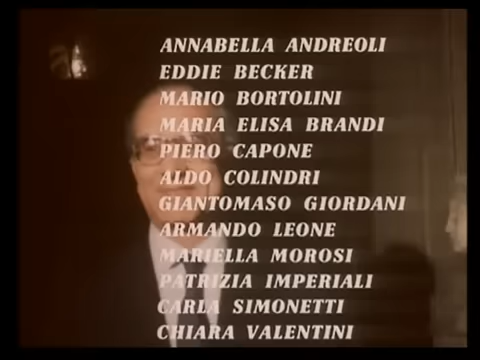 ANNABELLA ANDREOLI
EDDIE BECKER
MARIO BORTOLINI
MARIA ELISA BRANDI
PIERO CAPONE
ALDO COLINDRI
GIANTOMASO GIORDANI
ARMANDO LEONE
MARIELLA MOROSI
PATRIZIA IMPERIALI
CARLA SIMONETTI
CHIARA VALENTINI